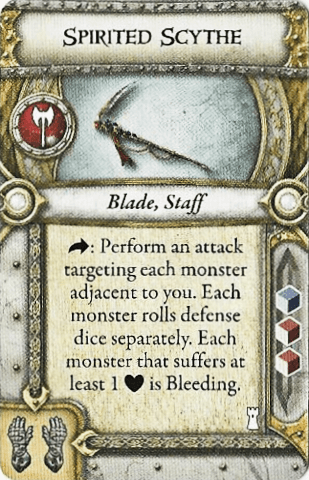 Spirited Scythe
Blade, Staff
: Perform an attack
targeting each monster
adjacent to you. Each
monster rolls defense
dice separately. Each
monster that suffers at
least 1 is Bleeding.